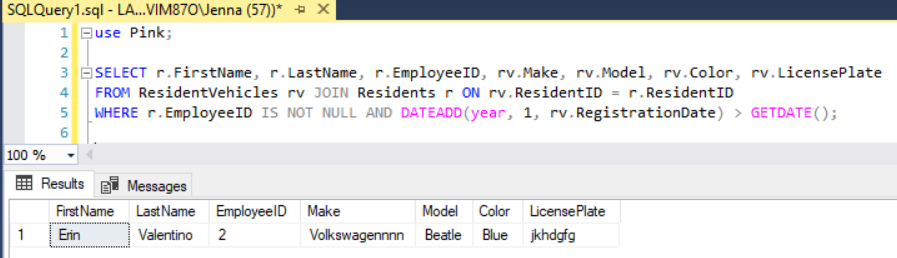 SQLQuery1.sql - LA...VIM87O\Jenna (57))*
1 use Pink;
2
3 SELECT r.FirstName, r.LastName, r.EmployeeID, rv.Make, rv.Model, rv.Color, rv.LicensePlate
4 FROM ResidentVehicles rv JOIN Residents r ON rv.ResidentID = r.ResidentID
5 WHERE r.EmployeeID IS NOT NULL AND DATEADD(year, 1, rv.RegistrationDate) > GETDATE();
6
100 %
Results Messages
FirstName LastName EmployeeID Make Model Color LicensePlate
1 Erin Valentino 2 Volkswagennnn Beatle Blue jkhdgfg